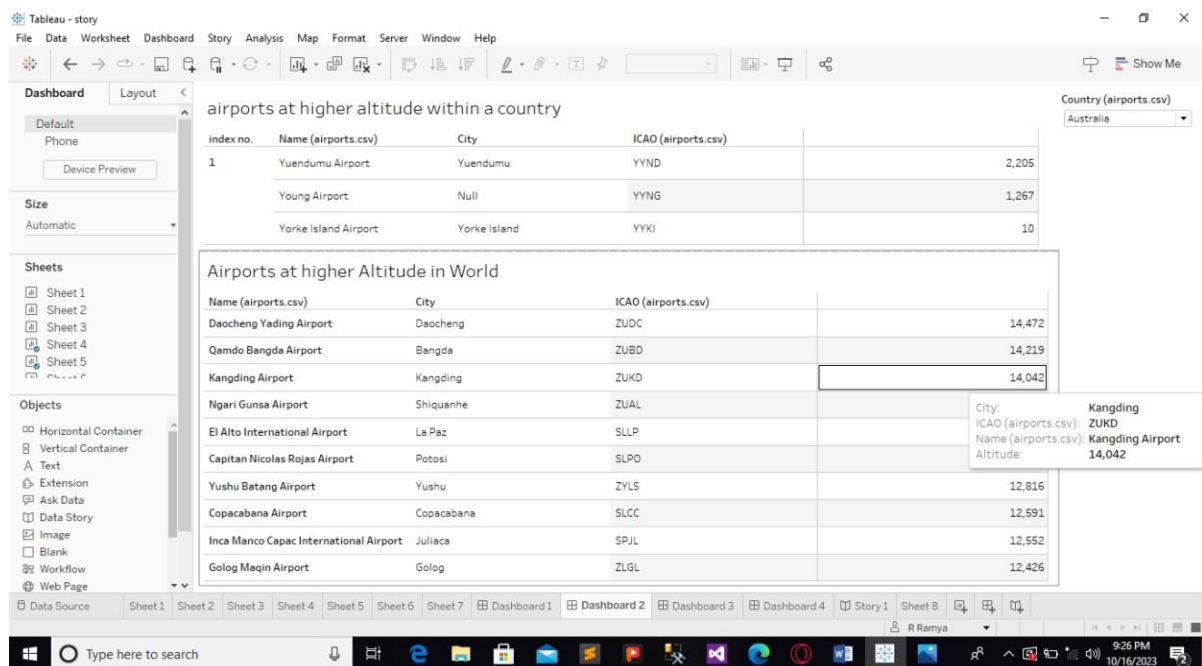 Tableau - story
File Data Worksheet Dashboard Story Analysis Map Format Server Window Help
Show Me
Dashboard Layout
Default
Phone
Device Preview
Size
Automatic
Sheets
Sheet 1
Sheet 2
Sheet 3
Sheet 4
Sheet 5
Objects
Horizontal Container
Vertical Container
Text
Extension
Ask Data
Data Story
Image
Blank
Workflow
Web Page
airports at higher altitude within a country
index no. Name (airports.csv) City ICAO (airports.csv)
1 Yuendumu Airport Yuendumu YYND 2,205
Young Airport Null YYNG 1,267
Yorke Island Airport Yorke Island YYKI 10
Country (airports.csv)
Australia
Airports at higher Altitude in World
Name (airports.csv) City ICAO (airports.csv)
Daocheng Yading Airport Daocheng ZUDC 14,472
Qamdo Bangda Airport Bangda ZUBD 14,219
Kangding Airport Kangding ZUKD 14,042
Ngari Gunsa Airport Shiquanhe ZUAL
El Alto International Airport La Paz SLLP
Capitan Nicolas Rojas Airport Potosi SLPO
Yushu Batang Airport Yushu ZYLS 12,816
Copacabana Airport Copacabana SLCC 12,591
Inca Manco Capac International Airport Juliaca SPJL 12,552
Golog Maqin Airport Golog ZLGL 12,426
City: Kangding
ICAO (airports.csv): ZUKD
Name (airports.csv): Kangding Airport
Altitude: 14,042
Data Source Sheet 1 Sheet 2 Sheet 3 Sheet 4 Sheet 5 Sheet 6 Sheet 7 Dashboard 1 Dashboard 2 Dashboard 3 Dashboard 4 Story 1 Sheet 8
R Ramya
Type here to search
9:26 PM
10/16/2023